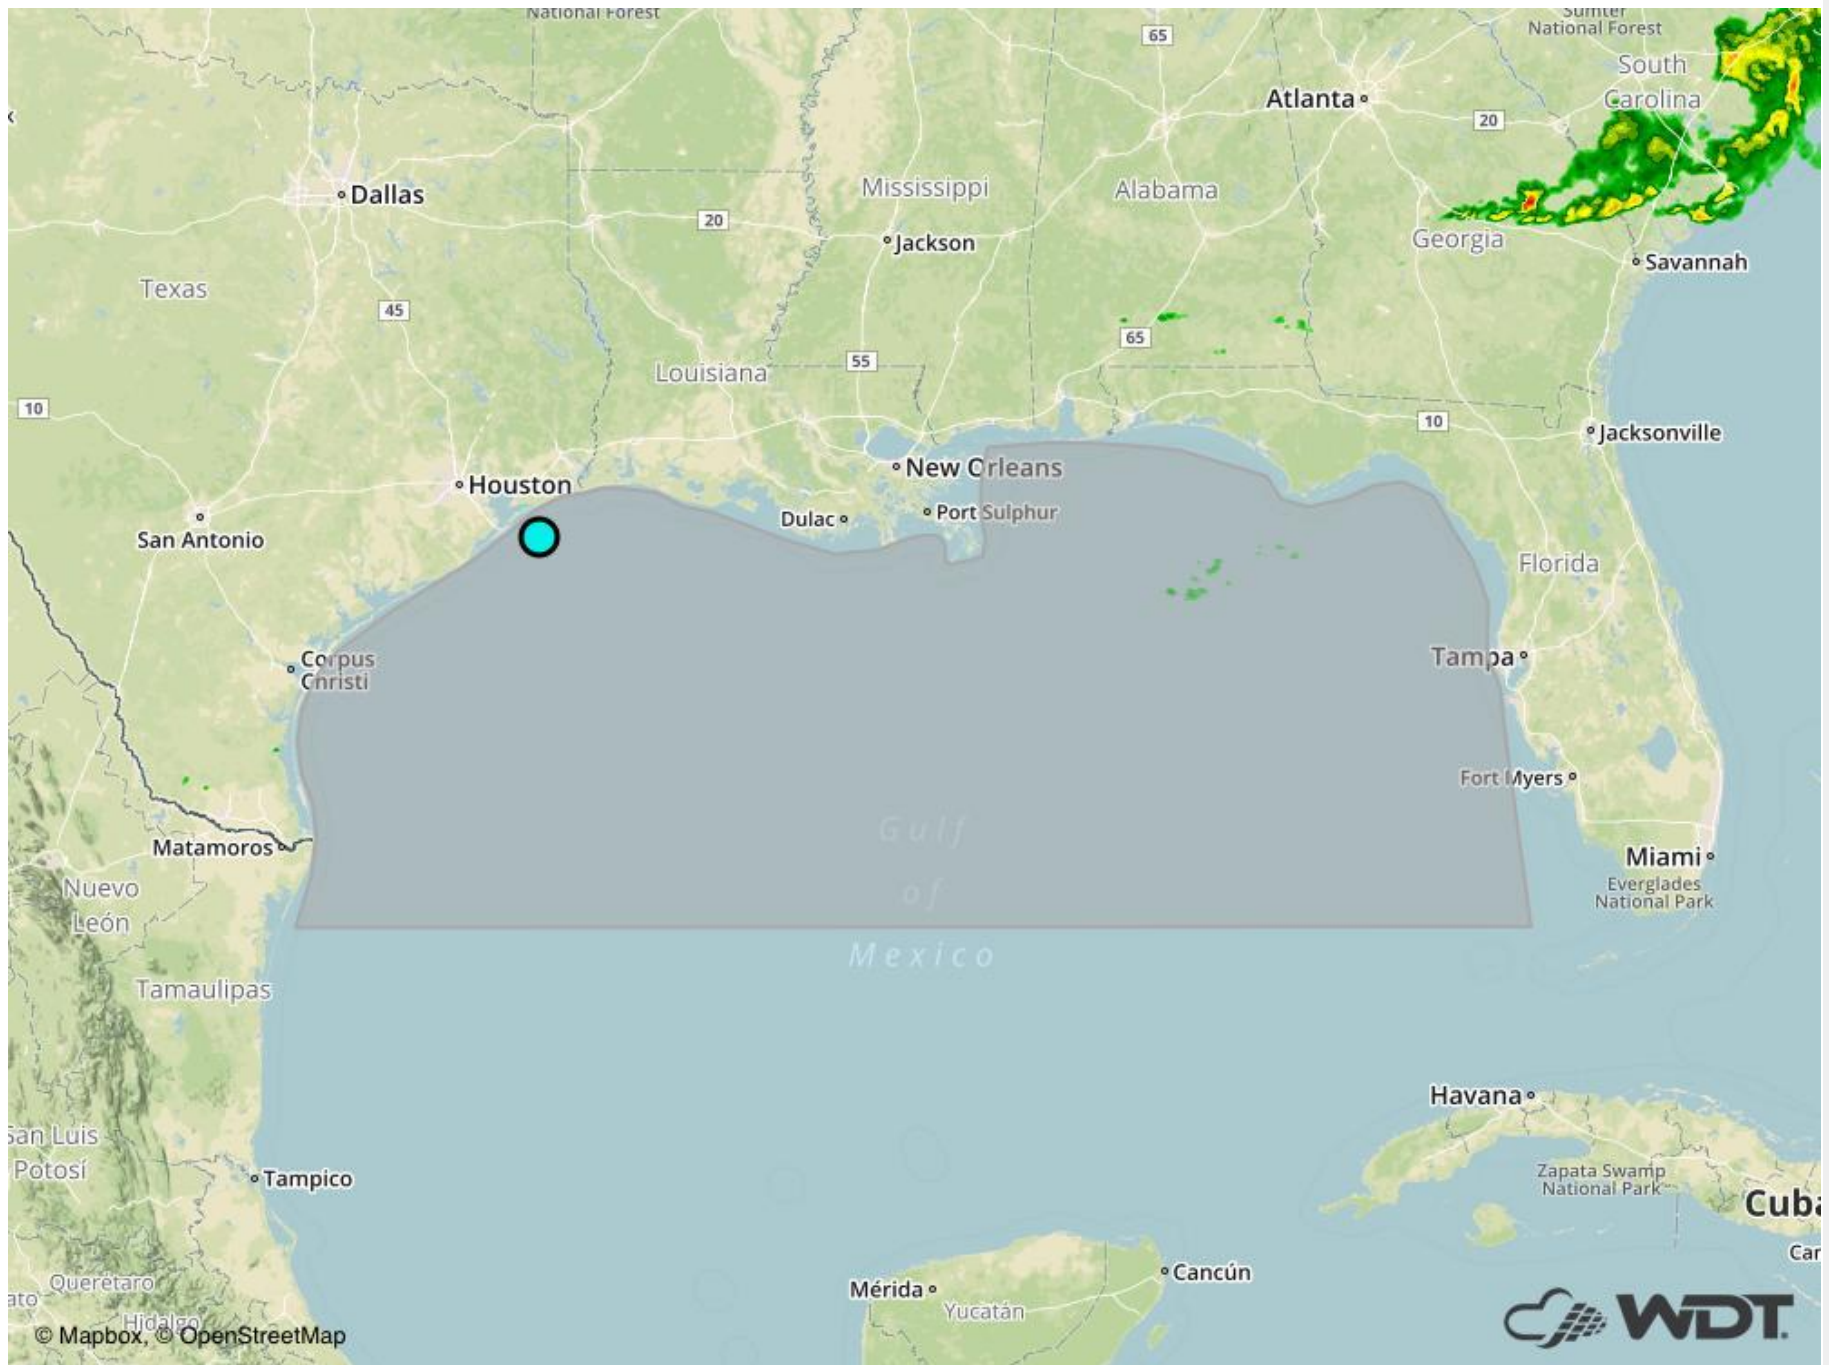 National Forest
65
Sumter
National Forest
South
Carolina
Atlanta
20
Dallas
Mississippi
Alabama
20
Jackson
Georgia
Savannah
Texas
45
65
55
Louisiana
10
10
Jacksonville
New Orleans
Houston
Dulac
Port Sulphur
San Antonio
Florida
Corpus
Christi
Tampa
Fort Myers
Gulf
of
Mexico
Matamoros
Miami
Everglades
National Park
Nuevo
León
Tamaulipas
Havana
San Luis
Potosí
Zapata Swamp
National Park
Tampico
Cuba
Cancún
Mérida
Yucatán
Querétaro
Hidalgo
© Mapbox, © OpenStreetMap
WDT